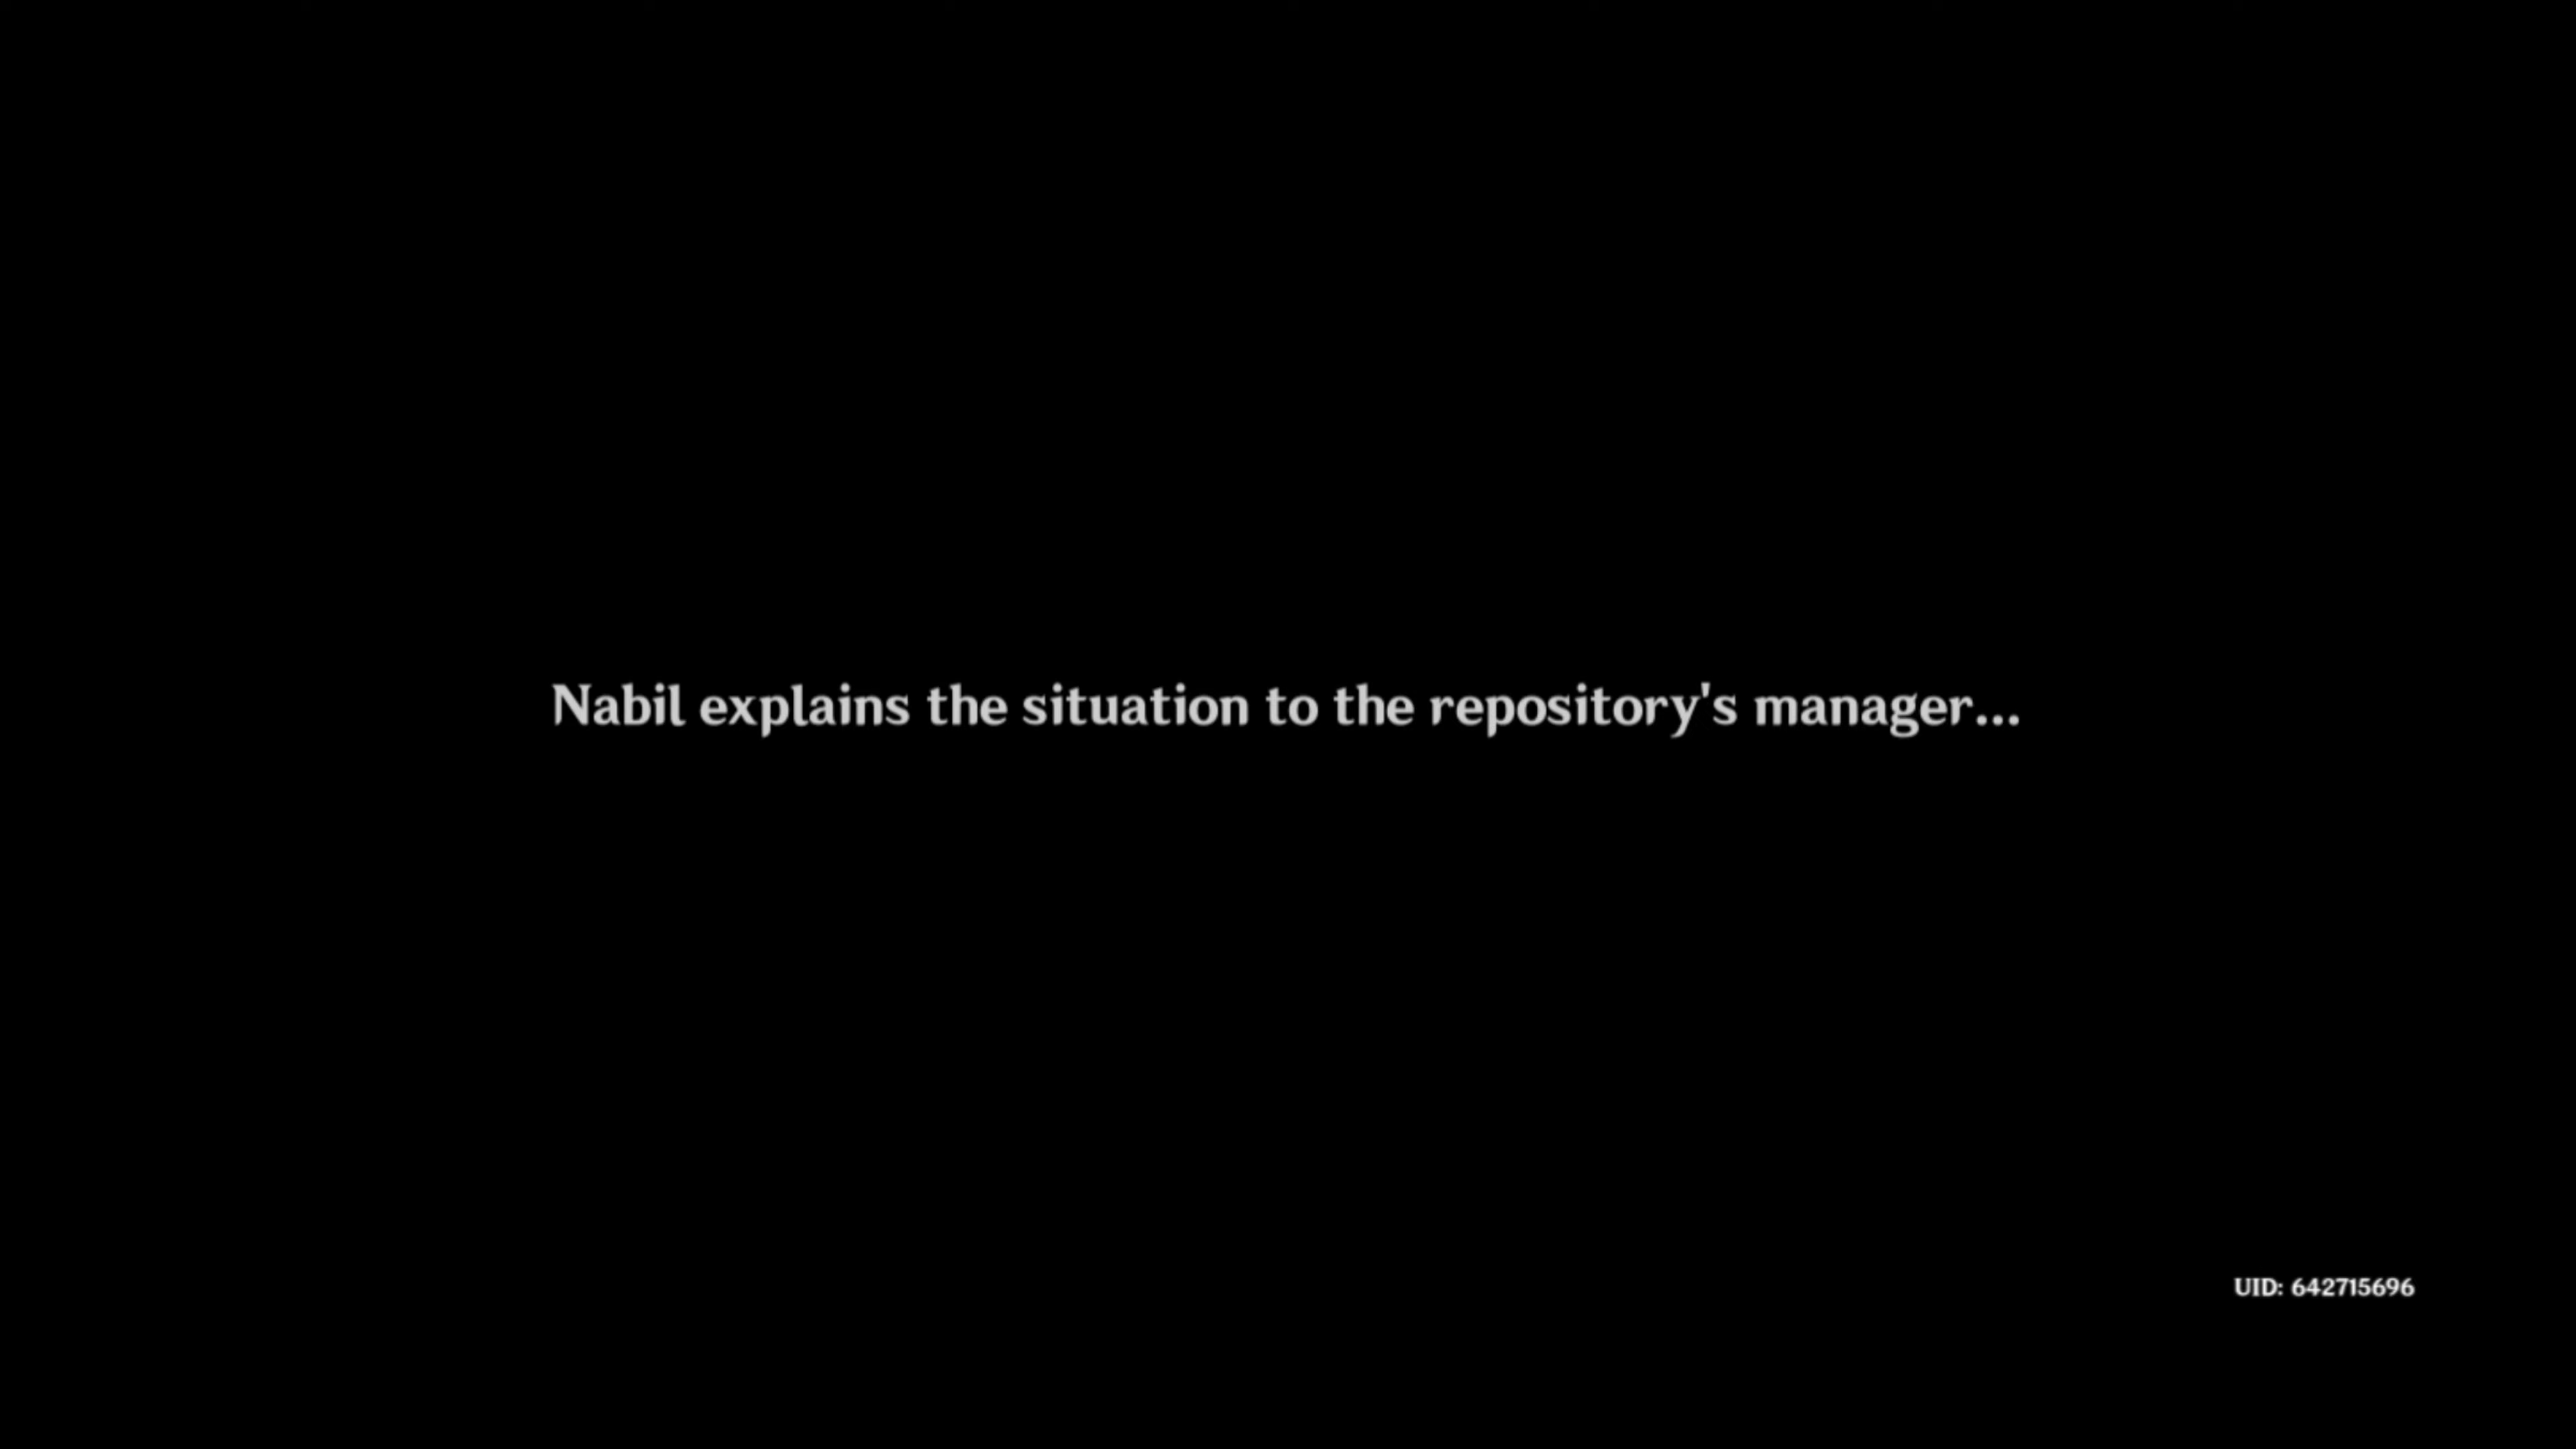 Nabil explains the situation to the repository's manager...
UID: 642715696